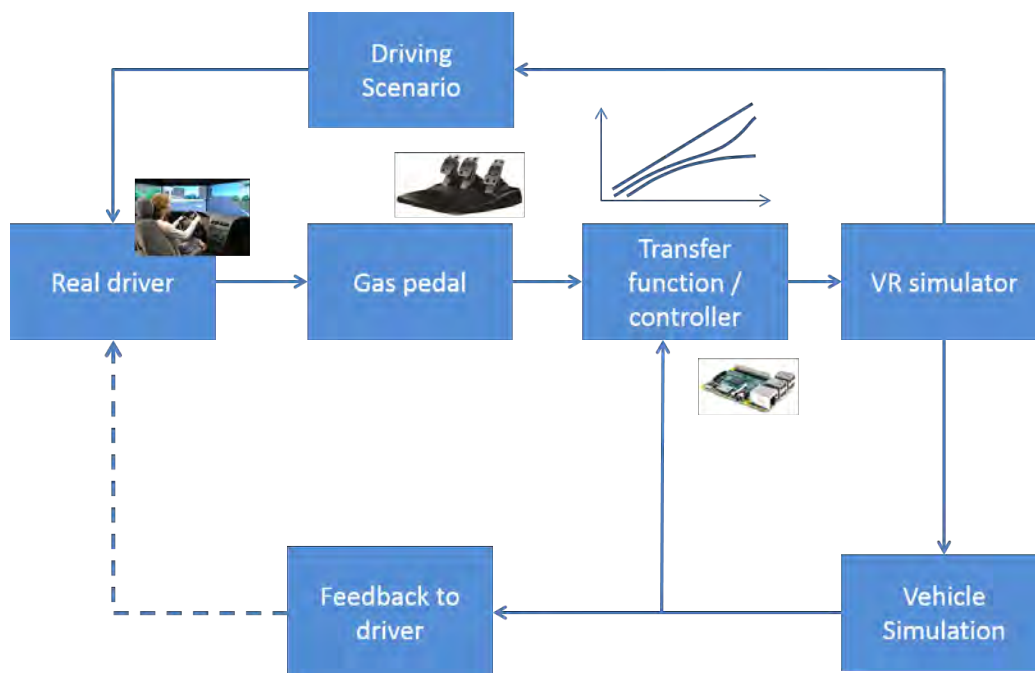 Driving
Scenario
Real driver
Gas pedal
Transfer
function /
controller
VR simulator
Feedback to
driver
Vehicle
Simulation